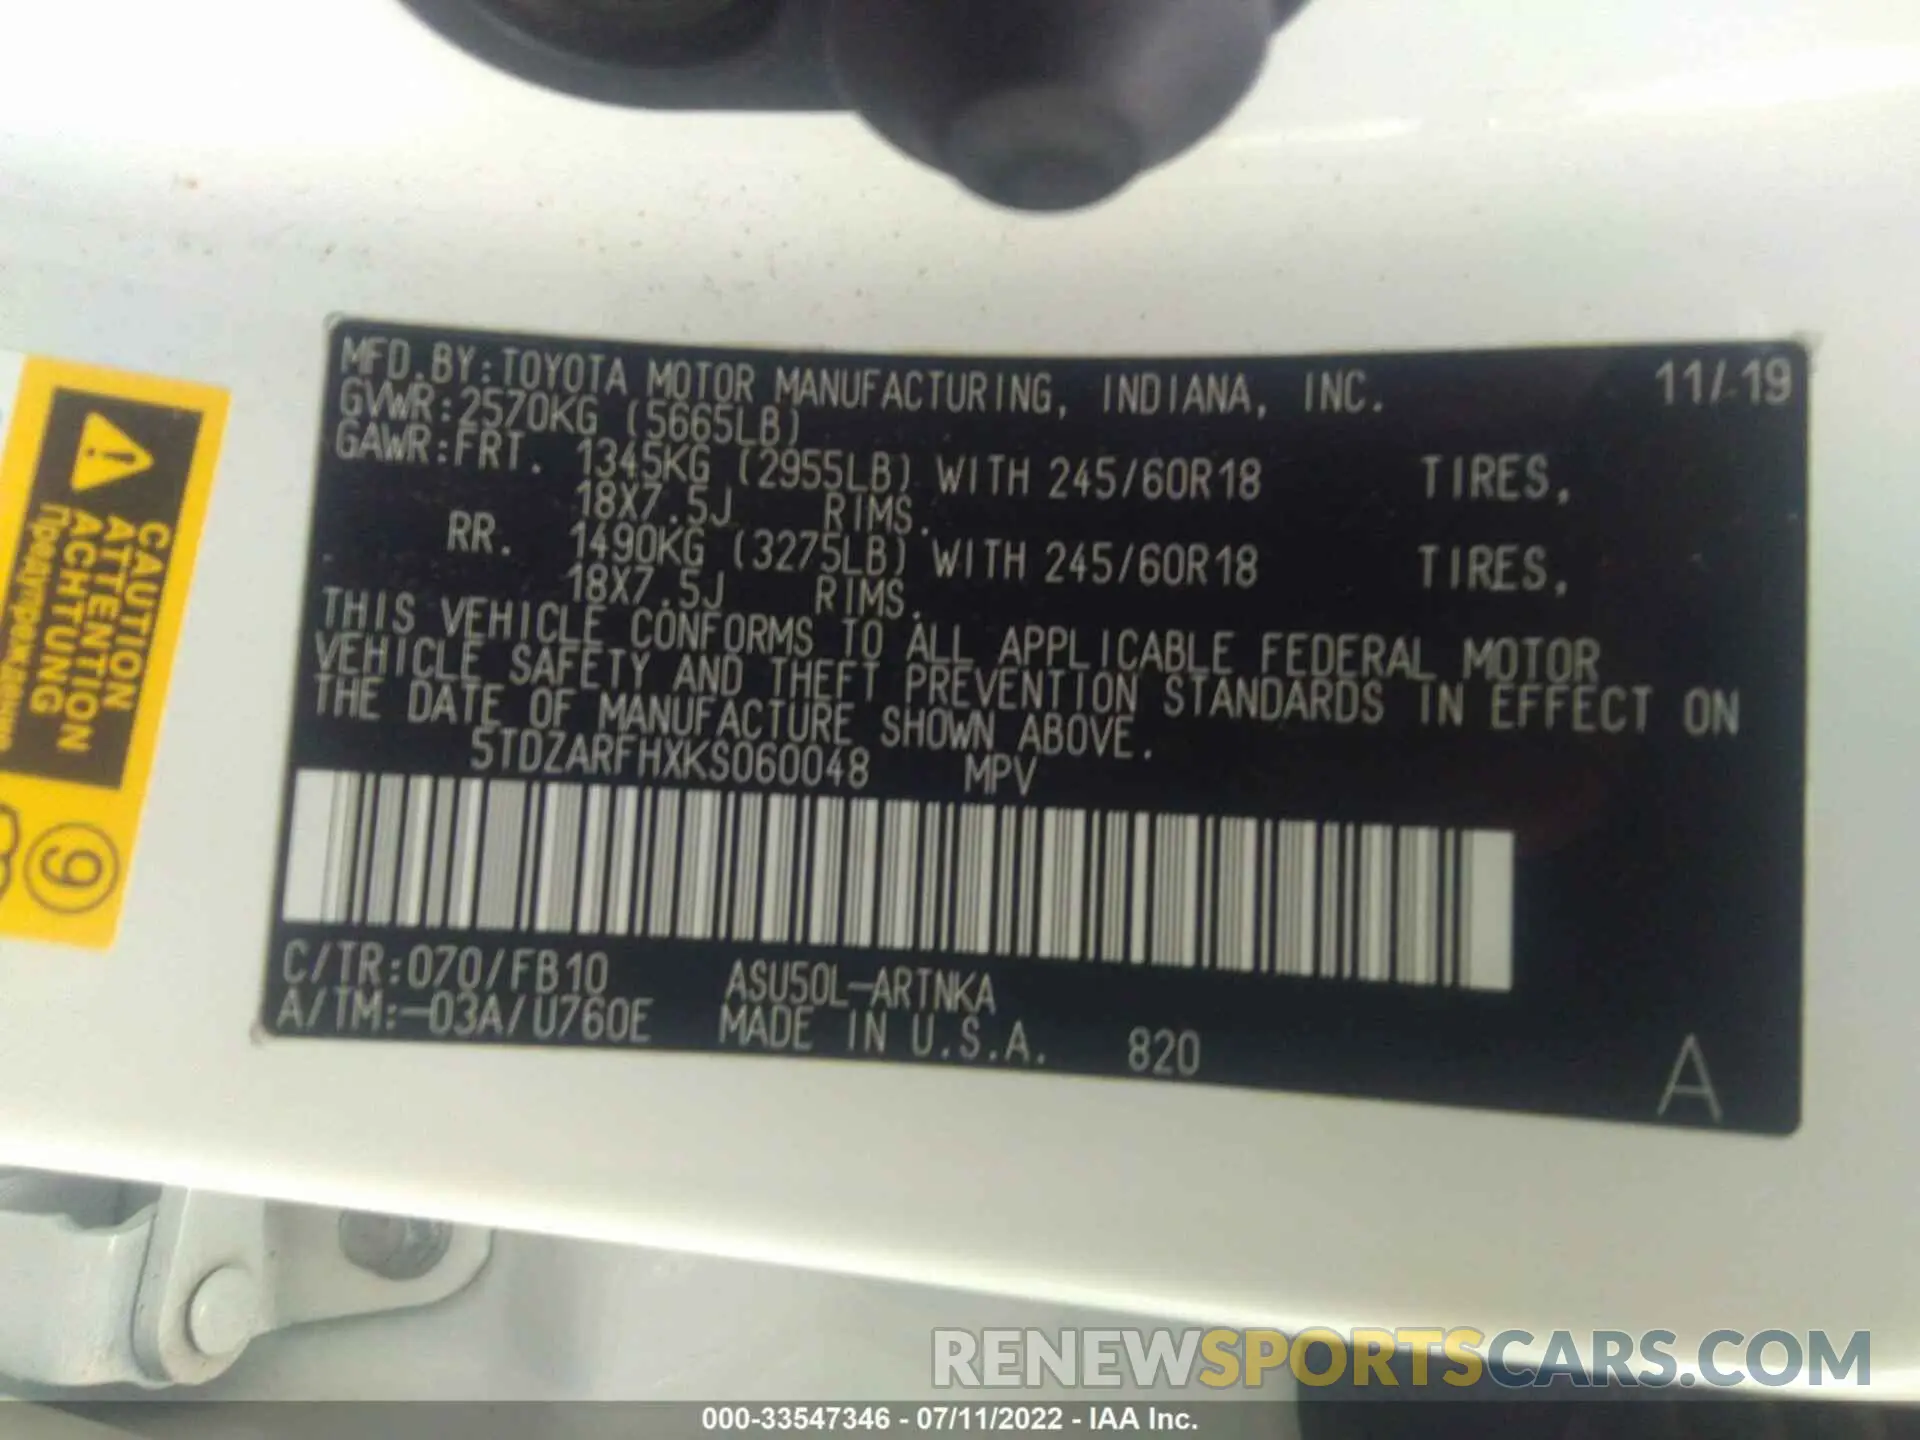 MFD.BY:TOYOTA MOTOR MANUFACTURING, INDIANA, INC. 11/19
GVWR:2570KG (5665LB)
GAWR:FRT. 1345KG (2955LB) WITH 245/60R18 TIRES,
18X7.5J RIMS.
RR. 1490KG (3275LB) WITH 245/60R18 TIRES,
18X7.5J RIMS.
THIS VEHICLE CONFORMS TO ALL APPLICABLE FEDERAL MOTOR
VEHICLE SAFETY AND THEFT PREVENTION STANDARDS IN EFFECT ON
THE DATE OF MANUFACTURE SHOWN ABOVE.
5TDZARFHXKS060048 MPV
C/TR:070/FB10 ASU50L-ARTNKA
A/TM:-03A/U760E MADE IN U.S.A. 820
A
CAUTION
ATTENTION
ACHTUNG
Предупреждение
9
RENEWSPORTSCARS.COM
000-33547346 - 07/11/2022 - IAA Inc.